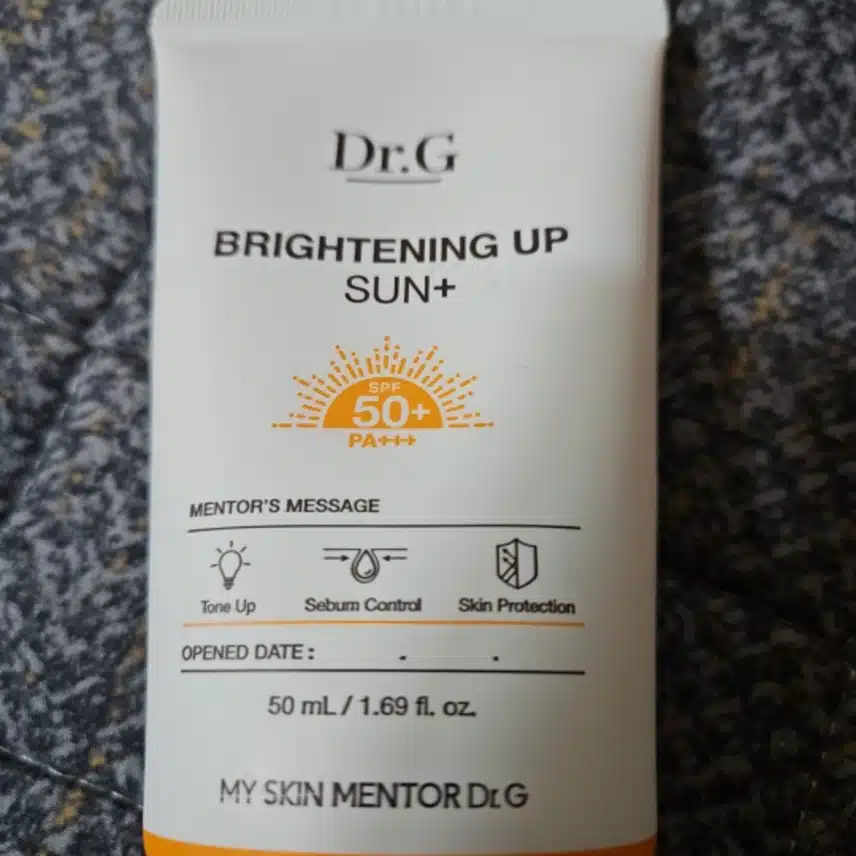 Dr.G
BRIGHTENING UP
SUN+
SPF
50+
PA+++
MENTOR'S MESSAGE
Tone Up Sebum Control Skin Protection
OPENED DATE : . .
50 mL / 1.69 fl. oz.
MY SKIN MENTOR Dr.G